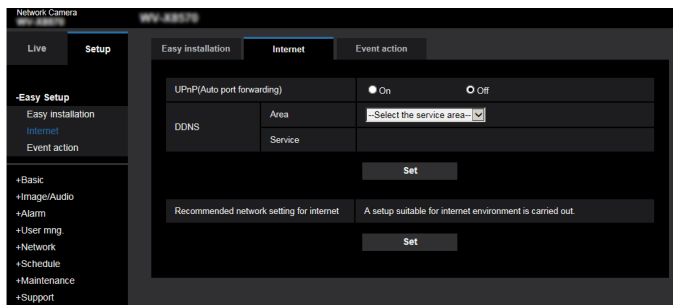 Network Camera
WV-X8570
WV-X8570
Live Setup
Easy installation Internet Event action
-Easy Setup
Easy installation
Internet
Event action
+Basic
+Image/Audio
+Alarm
+User mng.
+Network
+Schedule
+Maintenance
+Support
UPnP(Auto port forwarding) On Off
DDNS
Area --Select the service area--
Service
Set
Recommended network setting for internet A setup suitable for internet environment is carried out.
Set